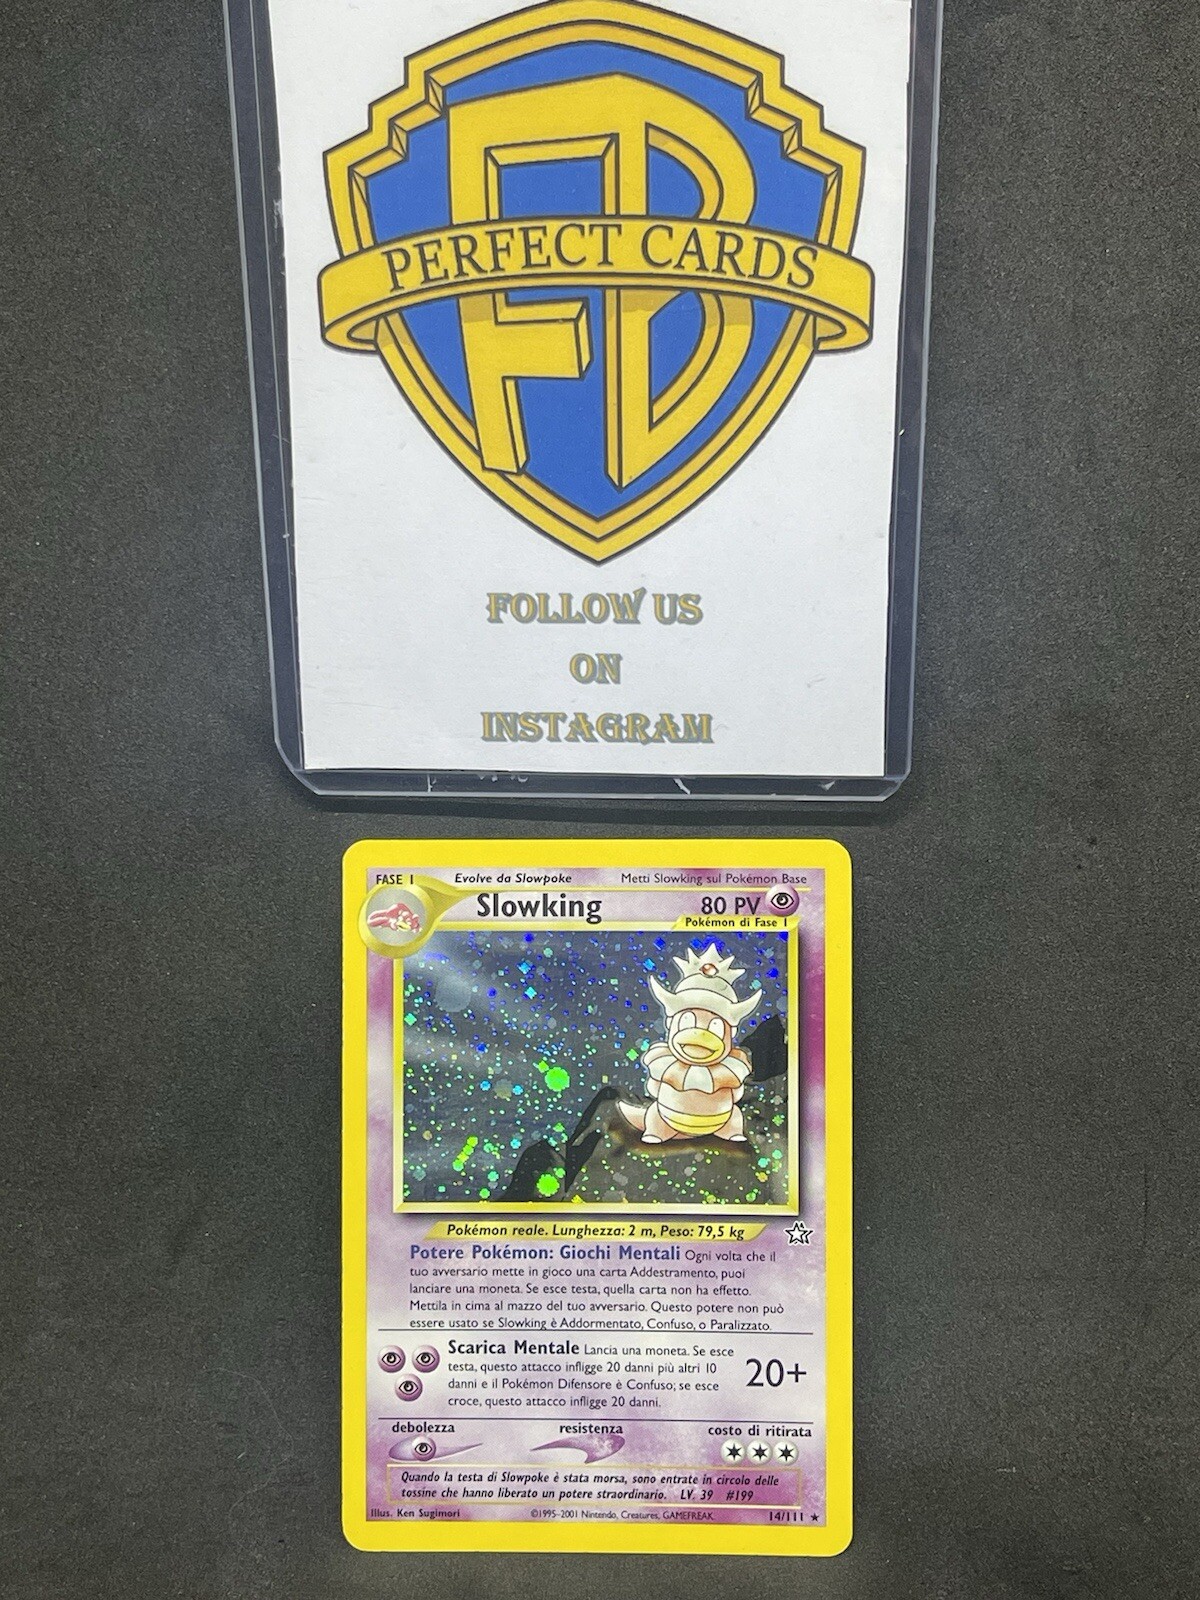 FB
PERFECT CARDS
FOLLOW US
ON
INSTAGRAM
FASE 1
Evolve da Slowpoke
Metti Slowking sul Pokémon Base
Slowking
80 PV
Pokémon di Fase 1
Pokémon reale. Lunghezza: 2 m, Peso: 79,5 kg
Potere Pokémon: Giochi Mentali Ogni volta che il
tuo avversario mette in gioco una carta Addestramento, puoi
lanciare una moneta. Se esce testa, quella carta non ha effetto.
Mettila in cima al mazzo del tuo avversario. Questo potere non può
essere usato se Slowking è Addormentato, Confuso, o Paralizzato.
Scarica Mentale Lancia una moneta. Se esce
testa, questo attacco infligge 20 danni più altri 10
danni e il Pokémon Difensore è Confuso; se esce
croce, questo attacco infligge 20 danni.
20+
debolezza
resistenza
costo di ritirata
Quando la testa di Slowpoke è stata morsa, sono entrate in circolo delle
tossine che hanno liberato un potere straordinario. LV. 39 #199
Illus. Ken Sugimori
©1995-2001 Nintendo, Creatures, GAMEFREAK.
14/111 ★